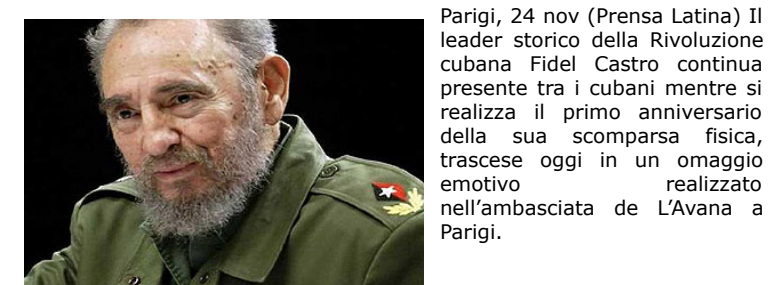 Parigi, 24 nov (Prensa Latina) Il
leader storico della Rivoluzione
cubana Fidel Castro continua
presente tra i cubani mentre si
realizza il primo anniversario
della sua scomparsa fisica,
trascese oggi in un omaggio
emotivo realizzato
nell’ambasciata de L’Avana a
Parigi.